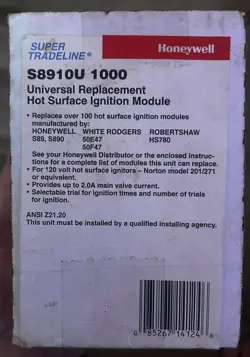 SUPER
TRADELINE®
Honeywell
S8910U 1000
Universal Replacement
Hot Surface Ignition Module
• Replaces over 100 hot surface ignition modules
manufactured by:
HONEYWELL WHITE RODGERS ROBERTSHAW
S89, S890 50E47 HS780
50F47
See your Honeywell Distributor or the enclosed instruc-
tions for a complete list of modules this unit can replace.
• For 120 volt hot surface ignitors – Norton model 201/271
or equivalent.
• Provides up to 2.0A main valve current.
• Selectable trial for ignition times and number of trials
for ignition.
ANSI Z21.20
This unit must be installed by a qualified installing agency.
0 85267 14124 6